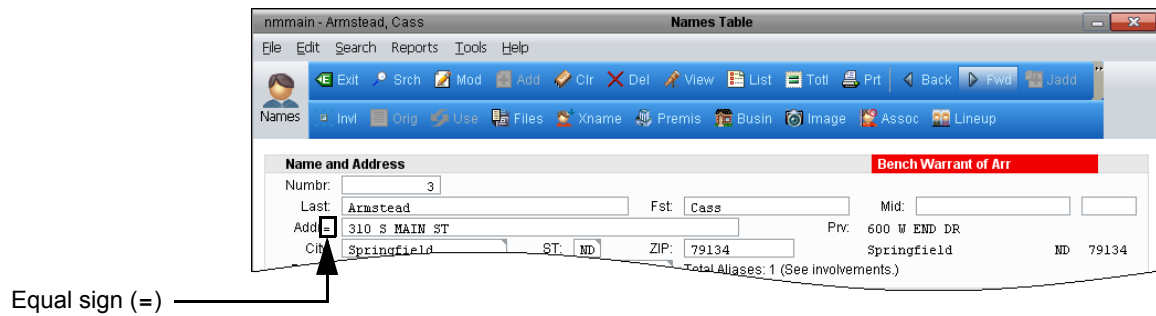 nmmain - Armstead, Cass Names Table
File Edit Search Reports Tools Help
Exit Srch Mod Add Clr Del View List Totl Prt Back Fwd Jadd
Names Invl Orig Use Files Xname Premis Busin Image Assoc Lineup
Name and Address Bench Warrant of Arr
Numbr: 3
Last: Armstead Fst: Cass Mid:
Addr= 310 S MAIN ST Prv: 600 W END DR
City: Springfield ST: ND ZIP: 79134 Springfield ND 79134
Total Aliases: 1 (See involvements.)
Equal sign (=)